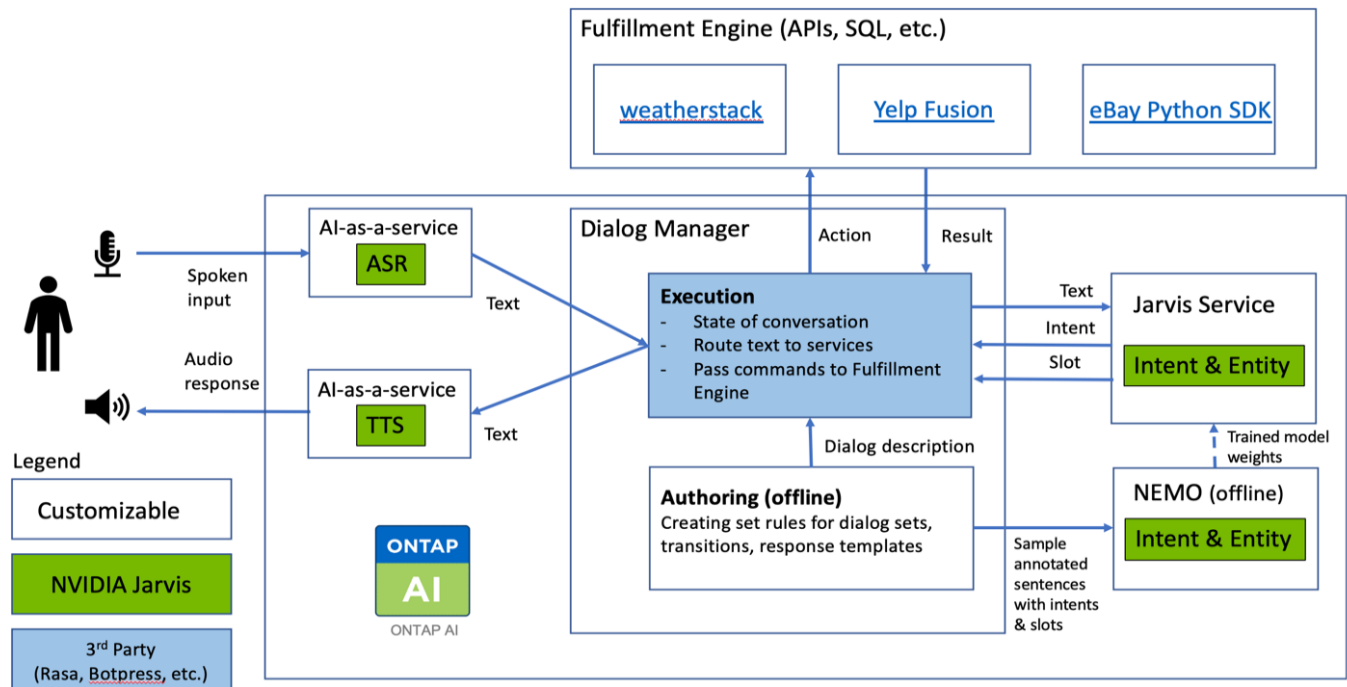 Fulfillment Engine (APIs, SQL, etc.)
weatherstack
Yelp Fusion
eBay Python SDK
AI-as-a-service
ASR
Dialog Manager
Action
Result
Spoken
input
Text
Execution
- State of conversation
- Route text to services
- Pass commands to Fulfillment
Engine
Text
Intent
Slot
Jarvis Service
Intent & Entity
Audio
response
AI-as-a-service
TTS
Text
Dialog description
Trained model
weights
Legend
Customizable
NVIDIA Jarvis
3rd Party
(Rasa, Botpress, etc.)
ONTAP
AI
ONTAP AI
Authoring (offline)
Creating set rules for dialog sets,
transitions, response templates
Sample
annotated
sentences
with intents
& slots
NEMO (offline)
Intent & Entity